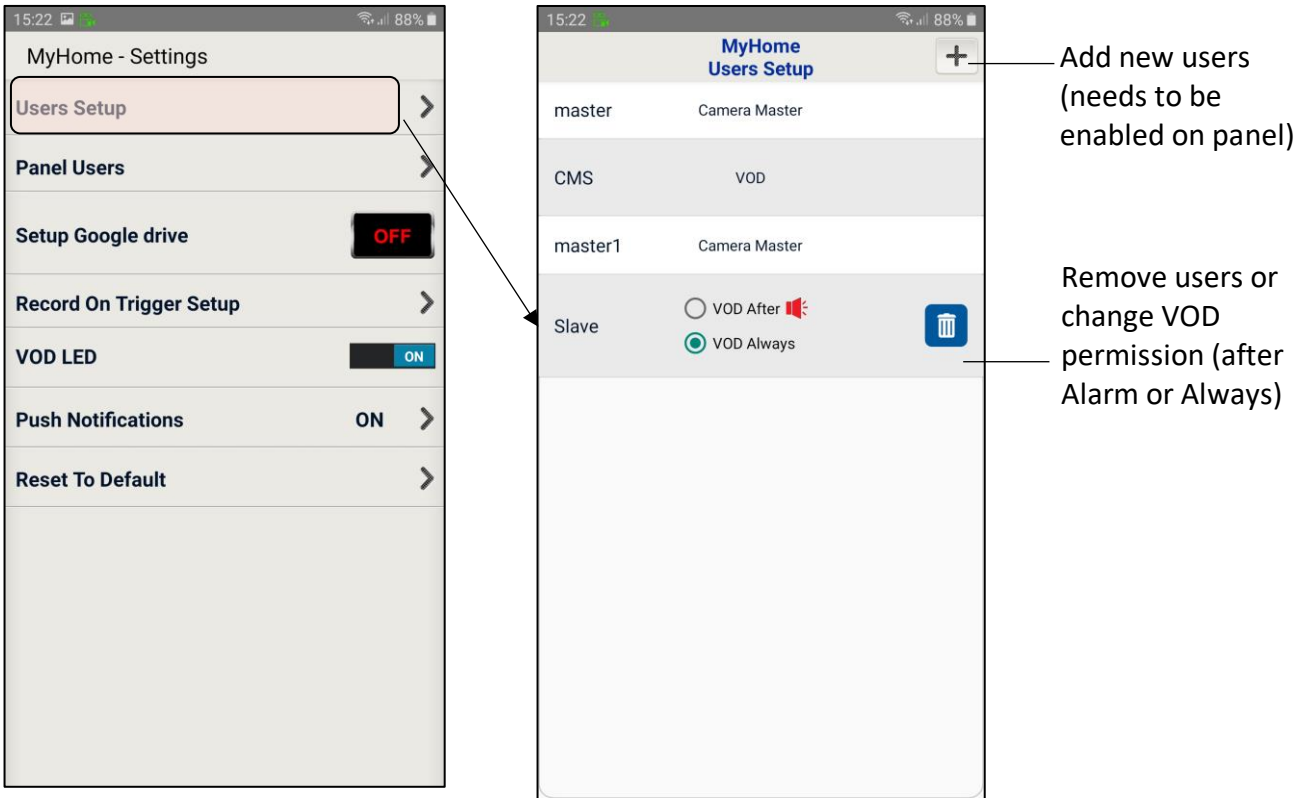 15:22 88%
MyHome - Settings
Users Setup
Panel Users
Setup Google drive OFF
Record On Trigger Setup
VOD LED ON
Push Notifications ON
Reset To Default
15:22 88%
MyHome
Users Setup
master Camera Master
CMS VOD
master1 Camera Master
Slave
VOD After
VOD Always
Add new users
(needs to be
enabled on panel)
Remove users or
change VOD
permission (after
Alarm or Always)